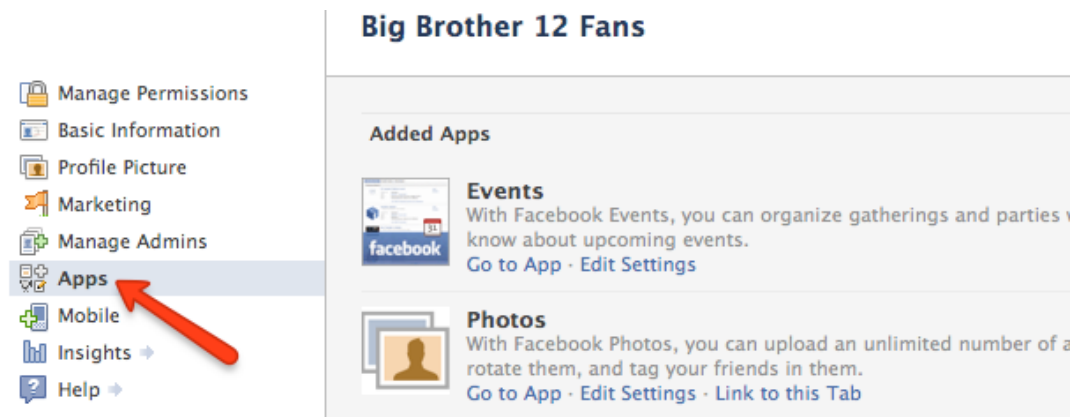 Big Brother 12 Fans
Manage Permissions
Basic Information
Profile Picture
Marketing
Manage Admins
Apps
Mobile
Insights
Help
Added Apps
31
facebook
Events
With Facebook Events, you can organize gatherings and parties
know about upcoming events.
Go to App · Edit Settings
Photos
With Facebook Photos, you can upload an unlimited number of a
rotate them, and tag your friends in them.
Go to App · Edit Settings · Link to this Tab